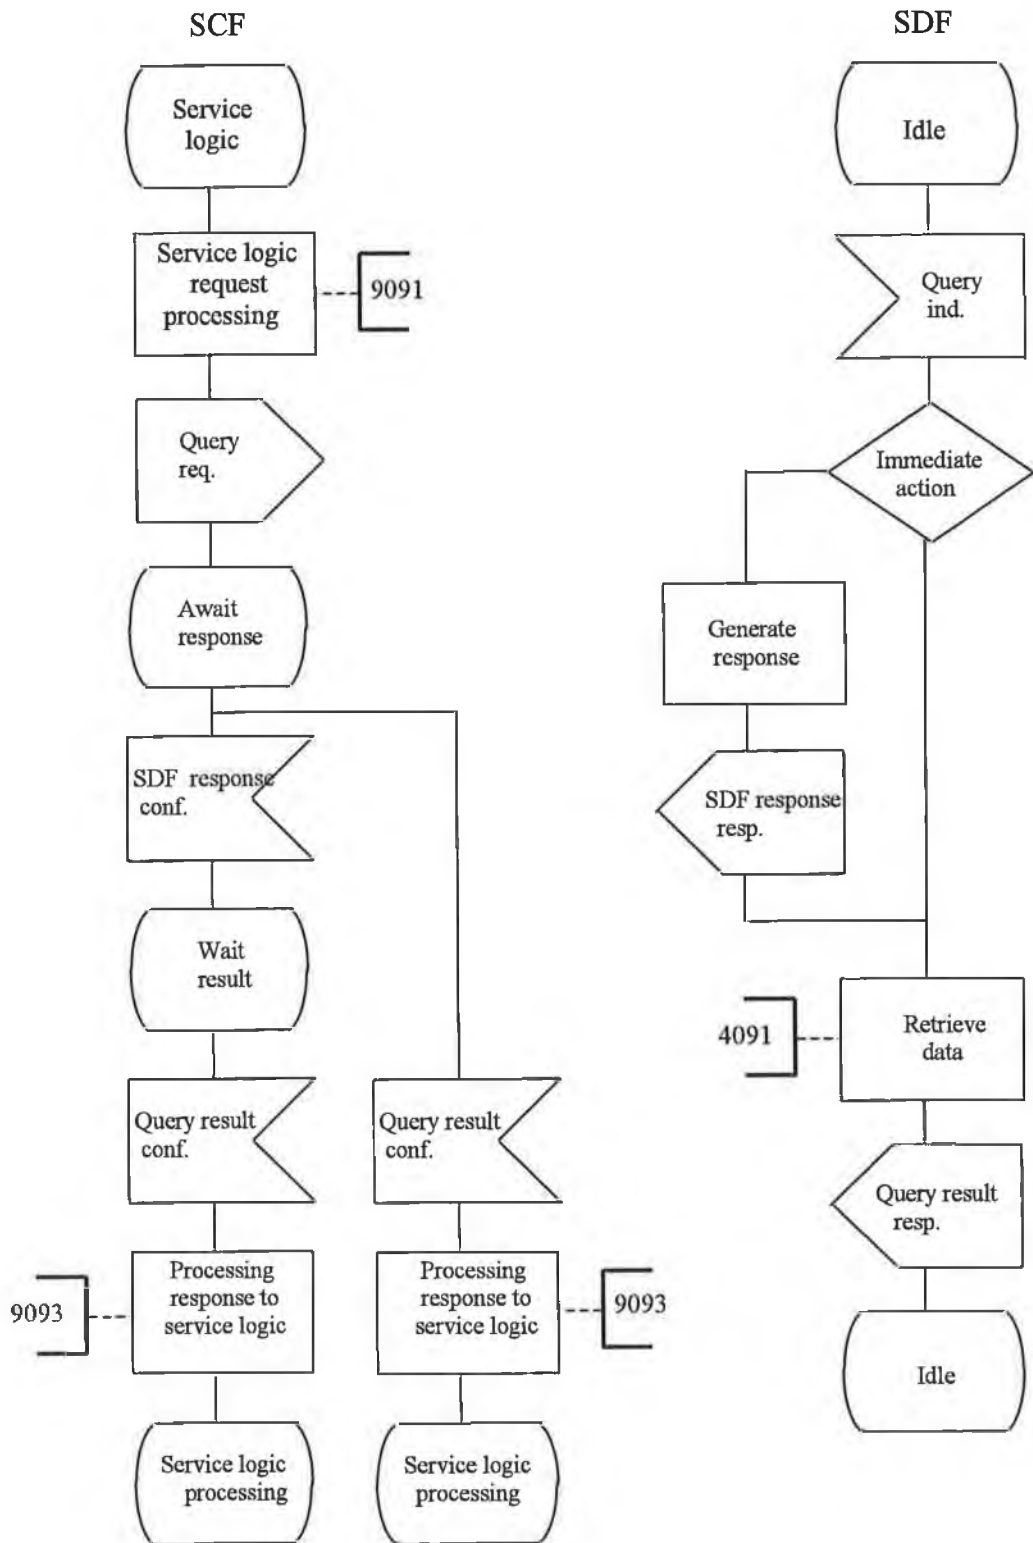 SCF
Service
logic
Service logic
request
processing
9091
Query
req.
Await
response
SDF response
conf.
Wait
result
Query result
conf.
Query result
conf.
Processing
response to
service logic
9093
Processing
response to
service logic
9093
Service logic
processing
Service logic
processing
SDF
Idle
Query
ind.
Immediate
action
Generate
response
SDF response
resp.
Retrieve
data
4091
Query result
resp.
Idle